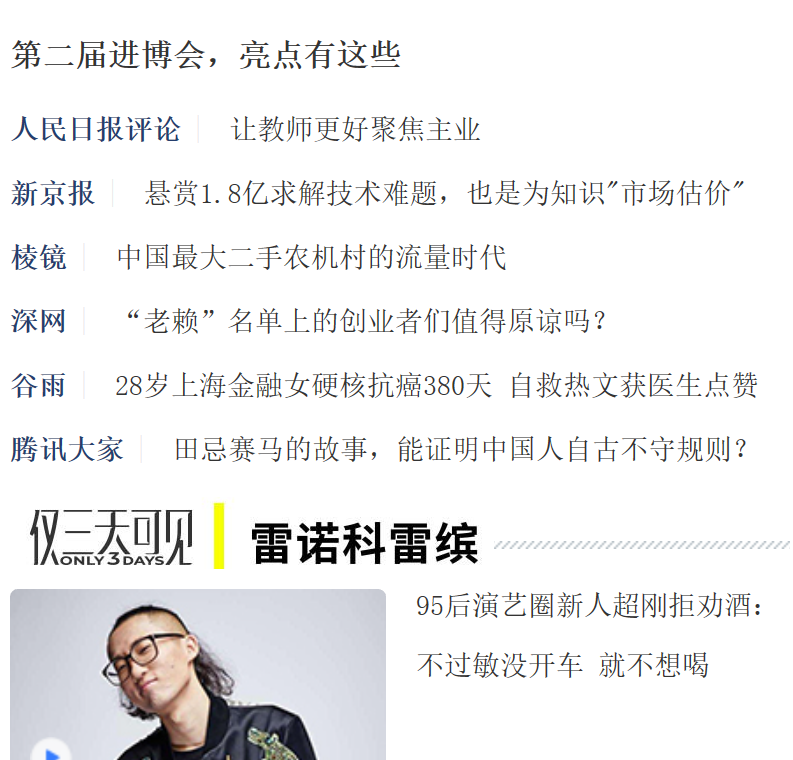 第二届进博会，亮点有这些
人民日报评论 让教师更好聚焦主业
新京报 悬赏1.8亿求解技术难题，也是为知识"市场估价"
棱镜 中国最大二手农机村的流量时代
深网 “老赖”名单上的创业者们值得原谅吗？
谷雨 28岁上海金融女硬核抗癌380天 自救热文获医生点赞
腾讯大家 田忌赛马的故事，能证明中国人自古不守规则？
仅三天可见 ONLY 3 DAYS 雷诺科雷缤
95后演艺圈新人超刚拒劝酒：
不过敏没开车 就不想喝